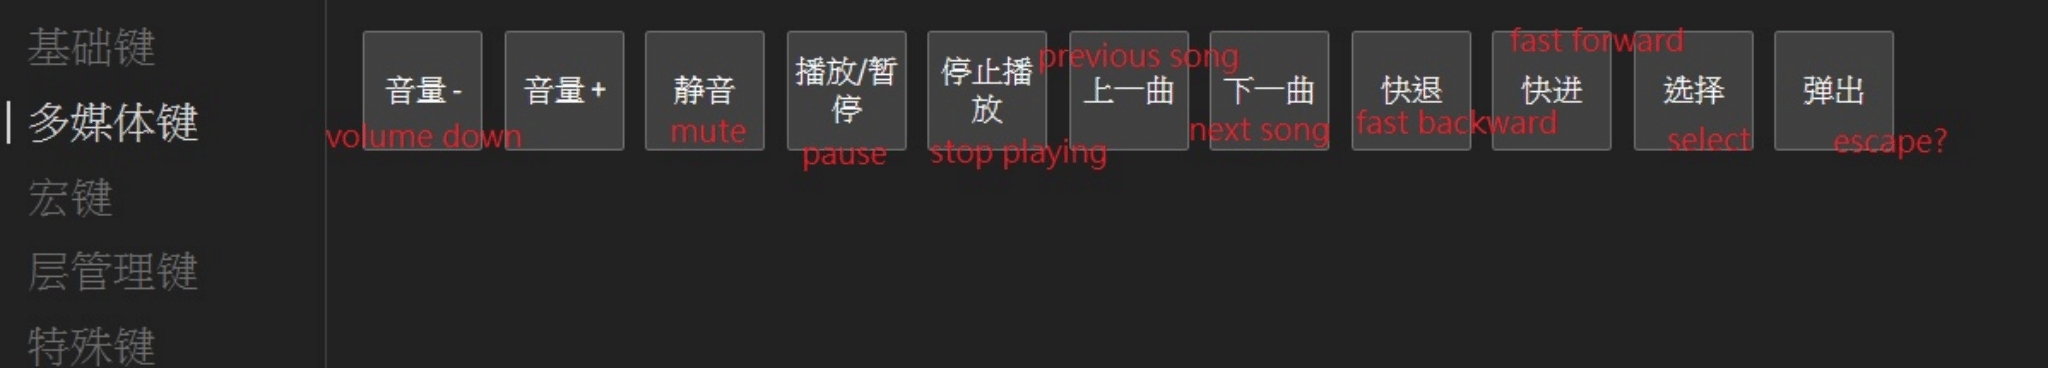 基础键
多媒体键
宏键
层管理键
特殊键
音量-
volume down
音量+
静音
mute
播放/暂
停
pause
停止播
放
stop playing
previous song
上一曲
下一曲
next song
快退
fast backward
fast forward
快进
选择
select
弹出
escape?